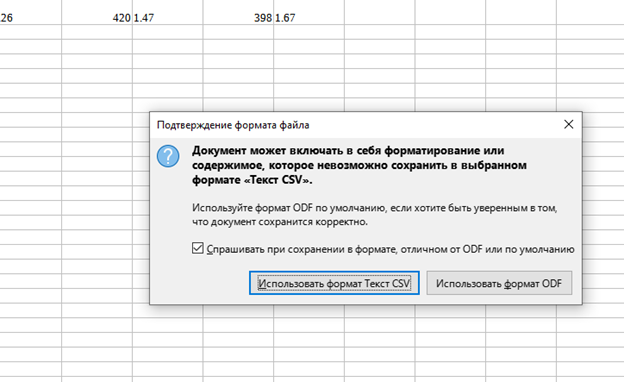 .26 420 1.47 398 1.67
Подтверждение формата файла
Документ может включать в себя форматирование или
содержимое, которое невозможно сохранить в выбранном
формате «Текст CSV».
Используйте формат ODF по умолчанию, если хотите быть уверенным в том,
что документ сохранится корректно.
Спрашивать при сохранении в формате, отличном от ODF или по умолчанию
Использовать формат Текст CSV! Использовать формат ODF